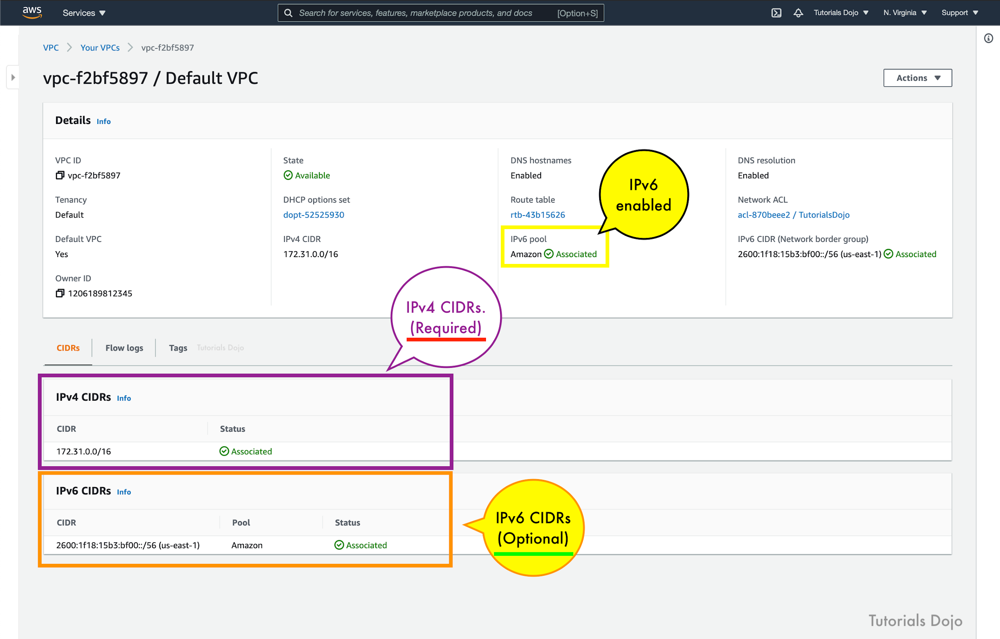 aws
Services
Search for services, features, marketplace products, and docs [Option+S]
Tutorials Dojo
N. Virginia
Support
VPC
Your VPCs
vpc-f2bf5897
vpc-f2bf5897 / Default VPC
Actions
Details Info
VPC ID
vpc-f2bf5897
Tenancy
Default
Default VPC
Yes
Owner ID
1206189812345
State
Available
DHCP options set
dopt-52525930
IPv4 CIDR
172.31.0.0/16
DNS hostnames
Enabled
Route table
rtb-43b15626
IPv6 pool
Amazon Associated
IPv6
enabled
DNS resolution
Enabled
Network ACL
acl-870beee2 / TutorialsDojo
IPv6 CIDR (Network border group)
2600:1f18:15b3:bf00::/56 (us-east-1) Associated
IPv4 CIDRs.
(Required)
CIDRs
Flow logs
Tags
Tutorials Dojo
IPv4 CIDRs Info
CIDR Status
172.31.0.0/16 Associated
IPv6 CIDRs Info
CIDR Pool Status
2600:1f18:15b3:bf00::/56 (us-east-1) Amazon Associated
IPv6 CIDRs
(Optional)
Tutorials Dojo